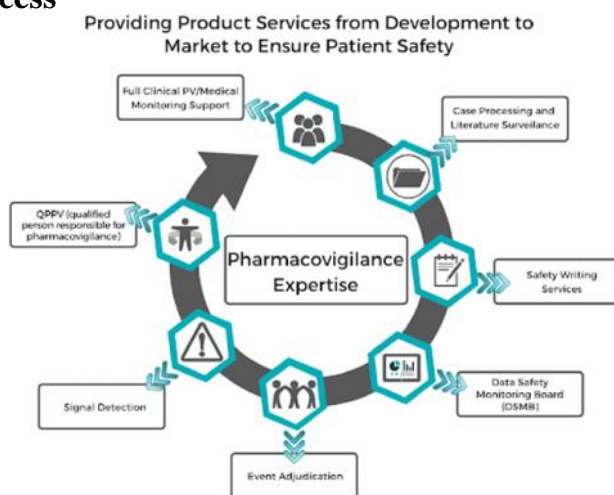 cess
Providing Product Services from Development to
Market to Ensure Patient Safety
Full Clinical PV/Medical
Monitoring Support
Case Processing and
Literature Surveilance
QPPV (qualified
person responsible for
pharmacovigilance)
Pharmacovigilance
Expertise
Safety Writing
Services
Signal Detection
Data Safety
Monitoring Board
(DSMB)
Event Adjudication